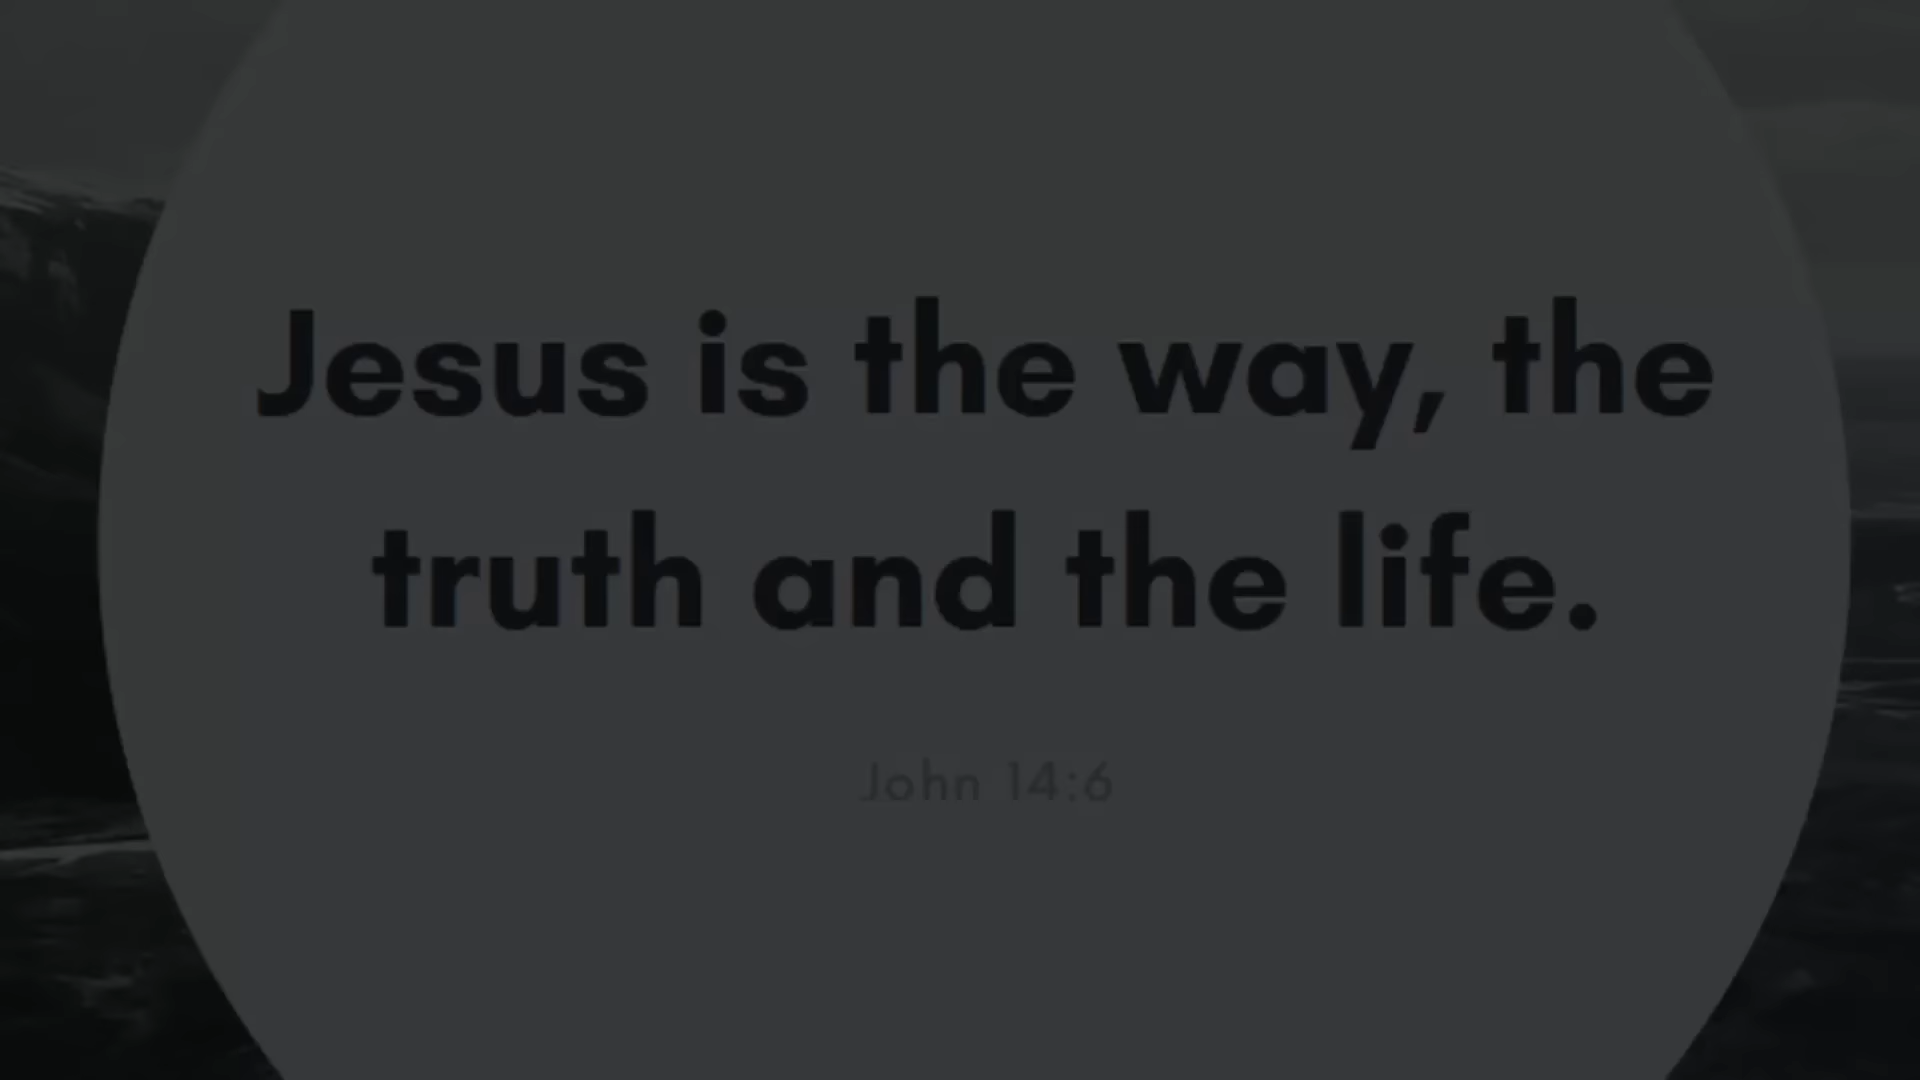 Jesus is the way, the
truth and the life.
John 14:6